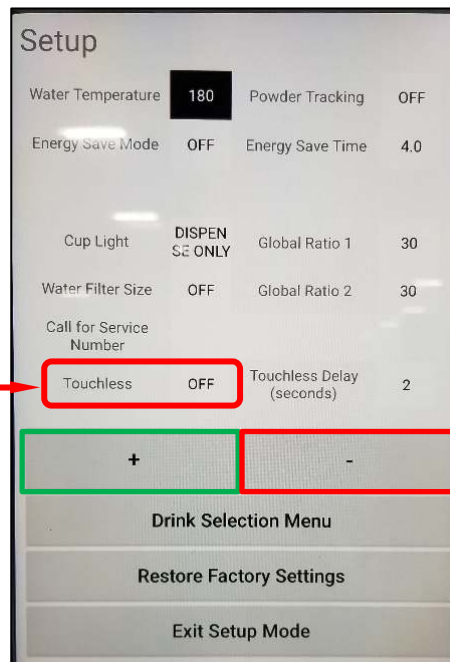 Setup
Water Temperature 180 Powder Tracking OFF
Energy Save Mode OFF Energy Save Time 4.0
Cup Light DISPEN
SE ONLY Global Ratio 1 30
Water Filter Size OFF Global Ratio 2 30
Call for Service
Number
Touchless OFF Touchless Delay
(seconds) 2
+ -
Drink Selection Menu
Restore Factory Settings
Exit Setup Mode